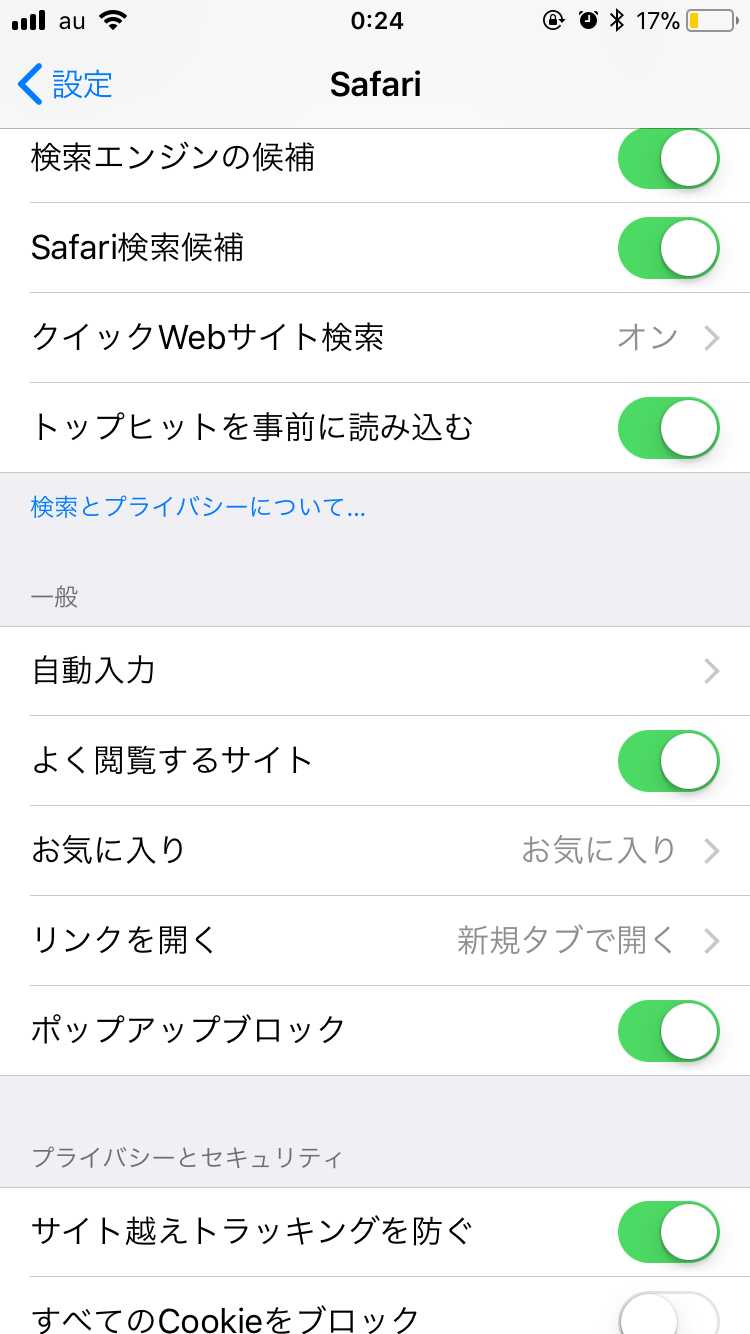 au 0:24 17%
設定 Safari
検索エンジンの候補
Safari検索候補
クイックWebサイト検索 オン
トップヒットを事前に読み込む
検索とプライバシーについて...
一般
自動入力
よく閲覧するサイト
お気に入り お気に入り
リンクを開く 新規タブで開く
ポップアップブロック
プライバシーとセキュリティ
サイト越えトラッキングを防ぐ
すべてのCookieをブロック